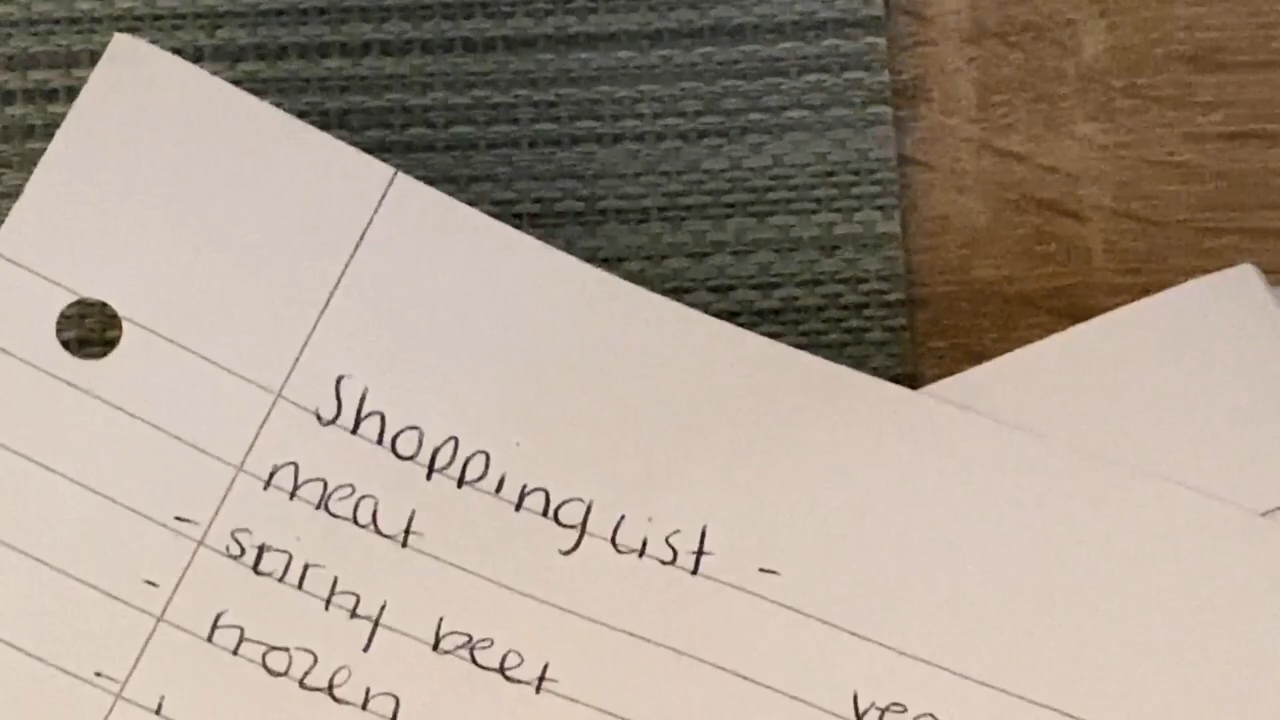 Shopping list -
meat
- stirfry beef
- frozen